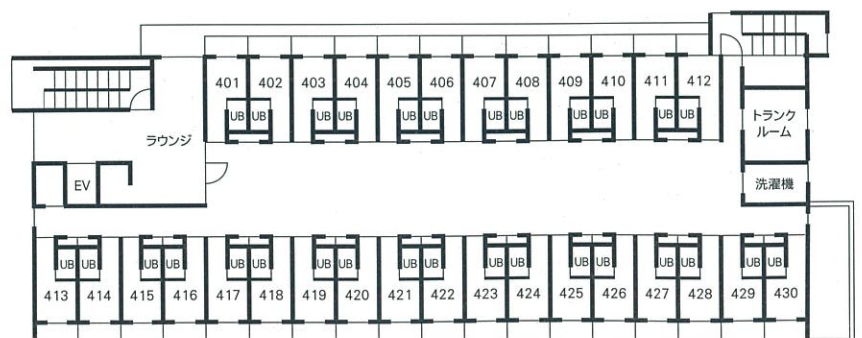 401 402 403 404 405 406 407 408 409 410 411 412
UB UB UB UB UB UB UB UB UB UB UB UB
トランク
ルーム
ラウンジ
EV
洗濯機
UB UB UB UB UB UB UB UB UB UB UB UB UB UB UB UB UB UB
413 414 415 416 417 418 419 420 421 422 423 424 425 426 427 428 429 430